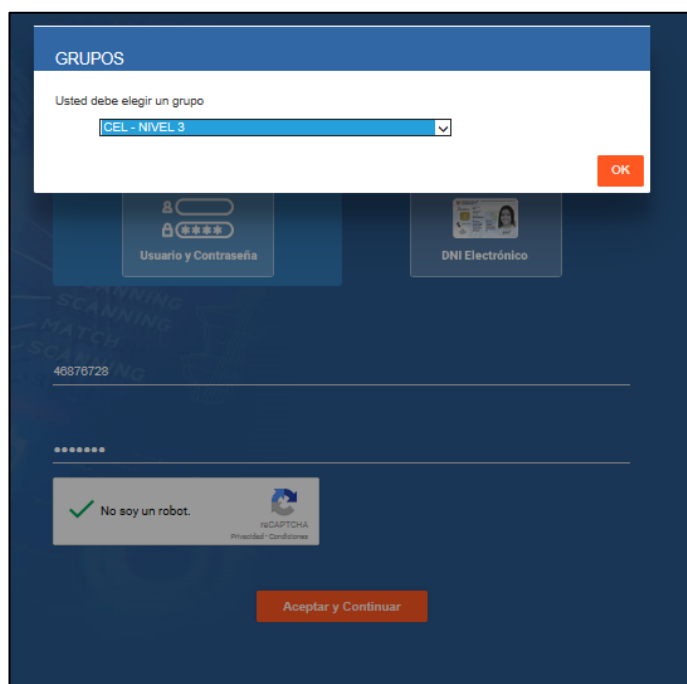 GRUPOS
Usted debe elegir un grupo
CEL - NIVEL 3
OK
****
Usuario y Contraseña
DNI Electrónico
SCANNING
SCANNING
MATCH
SCANNING
46876728
•••••••
No soy un robot.
reCAPTCHA
Privacidad - Condiciones
Aceptar y Continuar